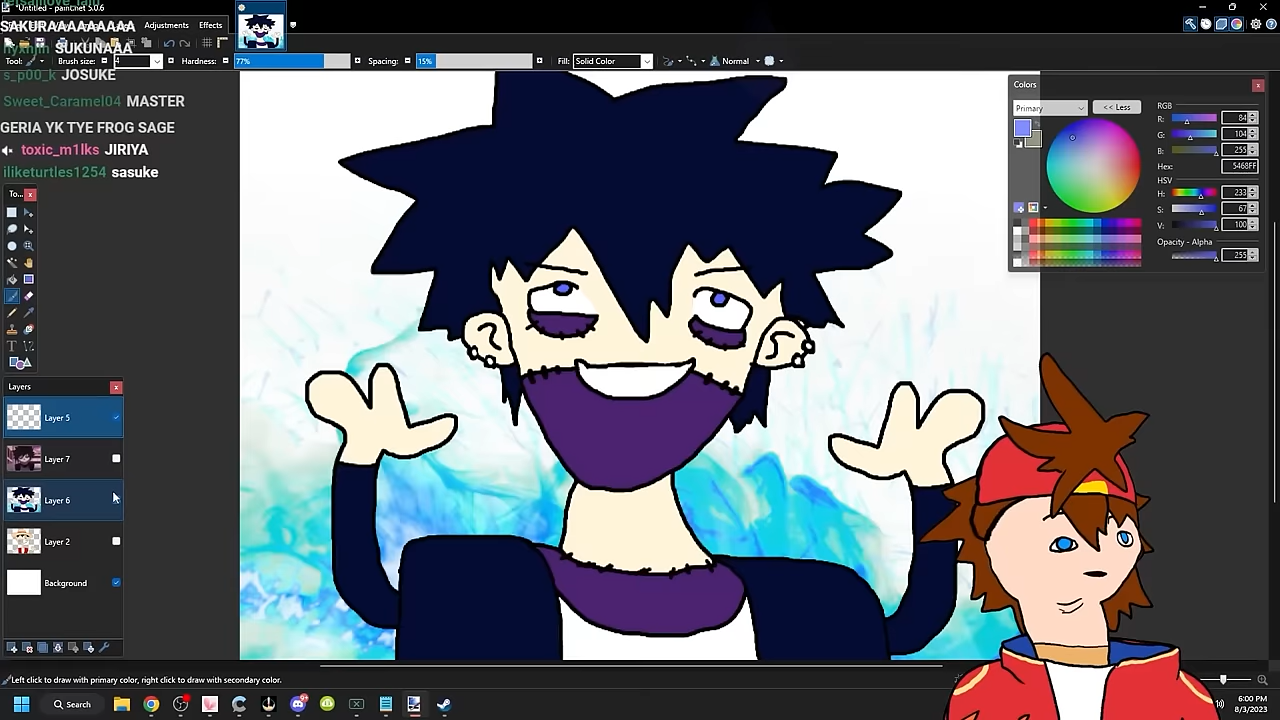 Untitled - paint.net 5.0.6
SAKURAAAAAAAAA
Adjustments
Effects
SUKUNAAA
Tool:
Brush size:
4
Hardness:
77%
Spacing:
15%
Fill:
Solid Color
Normal
s_p00_k JOSUKE
Sweet_Caramel04 MASTER
GERIA YK TYE FROG SAGE
toxic_m1lks JIRIYA
iliketurtles1254 sasuke
To...
Layers
Layer 5
Layer 7
Layer 6
Layer 2
Background
Colors
Primary
<< Less
RGB
R: 84
G: 104
B: 255
Hex: 5468FF
HSV
H: 233
S: 67
V: 100
Opacity - Alpha
255
Left click to draw with primary color, right click to draw with secondary color.
Search
6:00 PM
8/3/2023